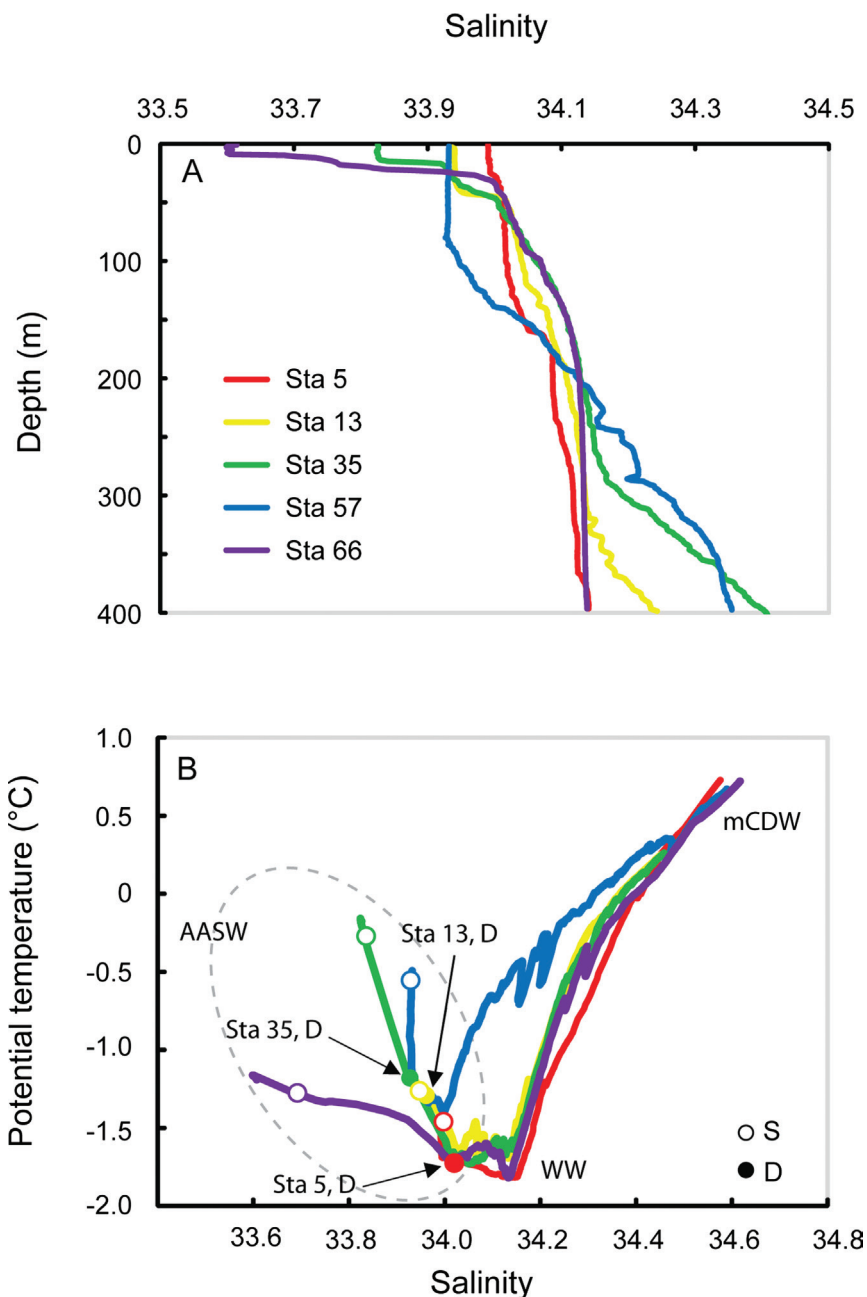 Salinity
33.5 33.7 33.9 34.1 34.3 34.5
0
A
100
Depth (m)
200
300
400
Sta 5
Sta 13
Sta 35
Sta 57
Sta 66
1.0
B
0.5
mCDW
0
AASW
Sta 13, D
-0.5
Sta 35, D
Potential temperature (°C)
-1.0
-1.5
S
WW
D
Sta 5, D
-2.0
33.6 33.8 34.0 34.2 34.4 34.6 34.8
Salinity